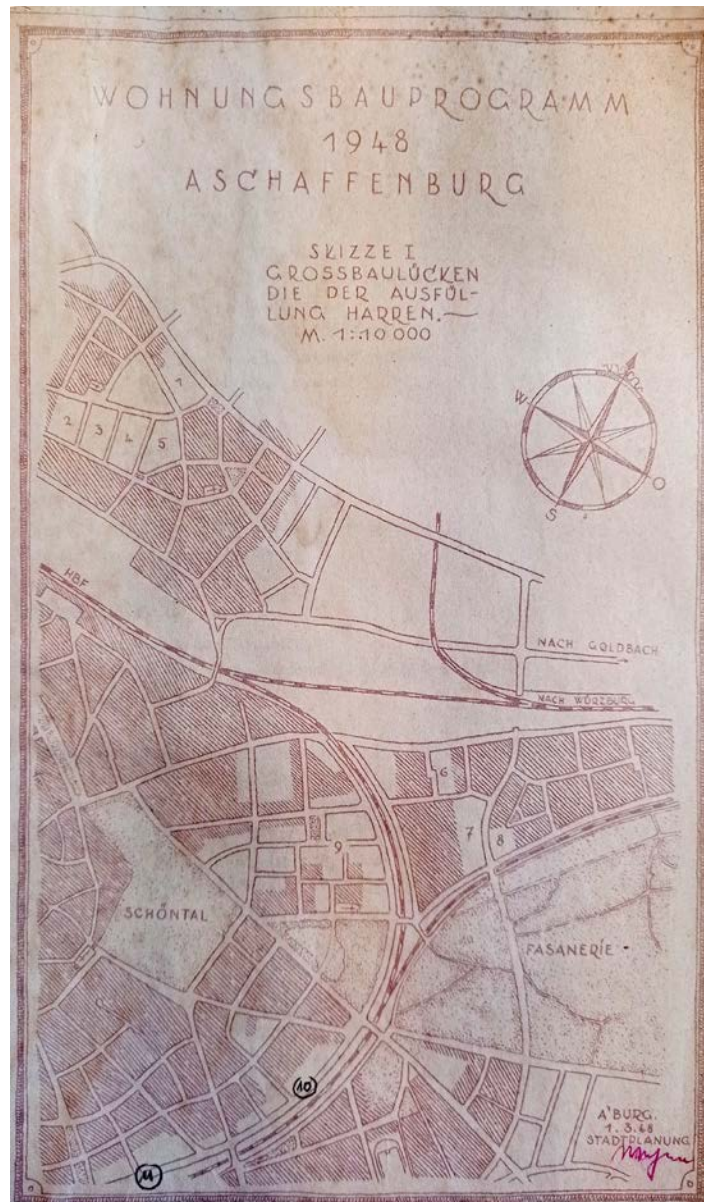 WOHNUNGSBAUPROGRAMM
1948
ASCHAFFENBURG
SKIZZE I
GROSSBAULÜCKEN
DIE DER AUSFÜL-
LUNG HARREN.—
M. 1:10 000
1
2 3 4 5
W
O
S
HBF
NACH GOLDBACH
NACH WÜRZBURG
6
7 8
9
SCHÖNTAL
FASANERIE
10
11
A'BURG.
1.3.48
STADTPLANUNG